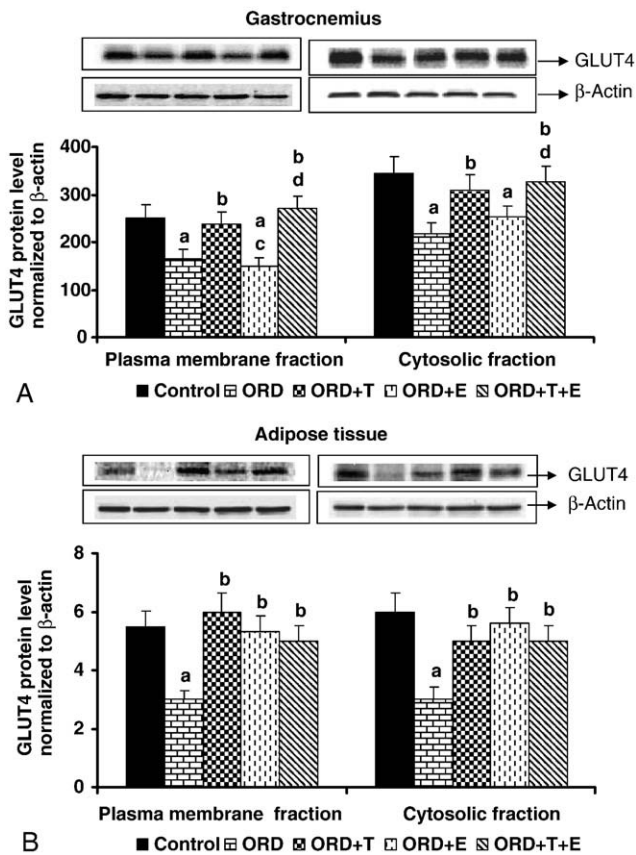 Gastrocnemius
GLUT4
β-Actin
GLUT4 protein level
normalized to β-actin
400
300
200
100
0
a
b
a
c
b
d
a
b
a
b
d
Plasma membrane fraction
Cytosolic fraction
A
Control ORD ORD+T ORD+E ORD+T+E
Adipose tissue
GLUT4
β-Actin
GLUT4 protein level
normalized to β-actin
8
6
4
2
0
a
b
b
b
a
b
b
b
Plasma membrane fraction
Cytosolic fraction
B
Control ORD ORD+T ORD+E ORD+T+E